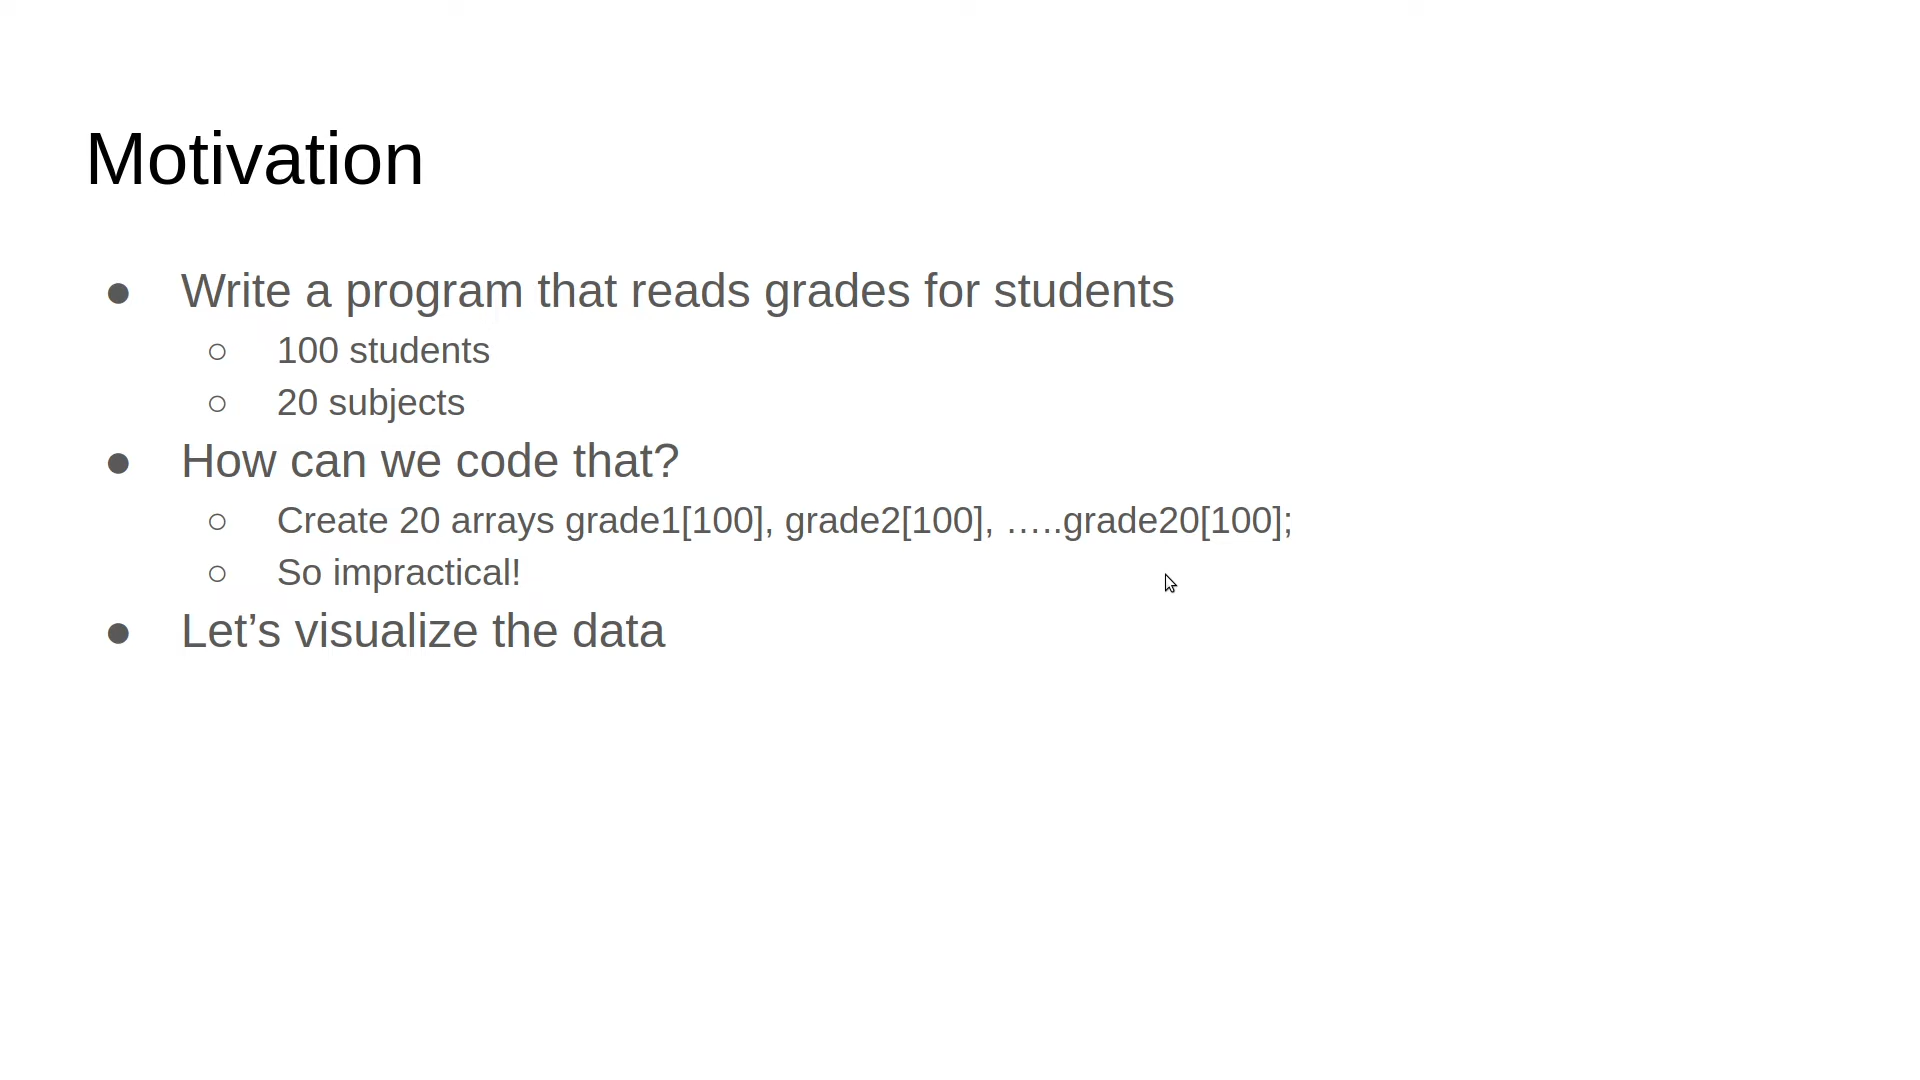 Motivation
● Write a program that reads grades for students
○ 100 students
○ 20 subjects
● How can we code that?
○ Create 20 arrays grade1[100], grade2[100], …..grade20[100];
○ So impractical!
● Let’s visualize the data